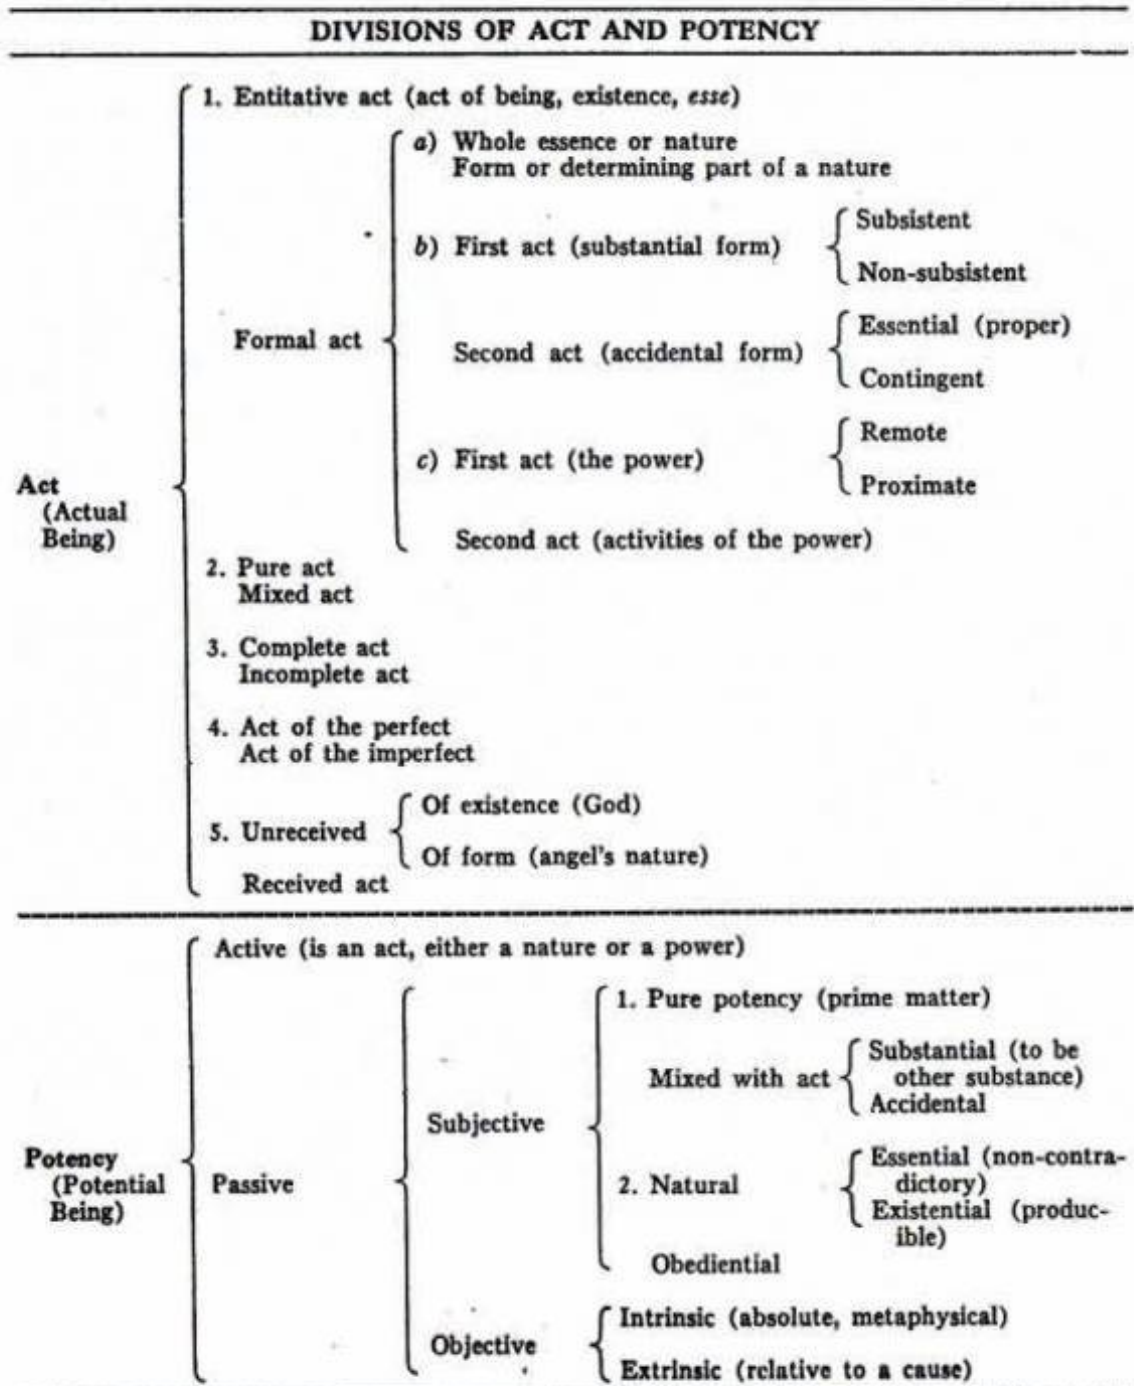 DIVISIONS OF ACT AND POTENCY
1. Entitative act (act of being, existence, esse)
a) Whole essence or nature
Form or determining part of a nature
b) First act (substantial form)
Subsistent
Non-subsistent
Formal act
Second act (accidental form)
Essential (proper)
Contingent
c) First act (the power)
Remote
Proximate
Second act (activities of the power)
Act
(Actual
Being)
2. Pure act
Mixed act
3. Complete act
Incomplete act
4. Act of the perfect
Act of the imperfect
5. Unreceived
Of existence (God)
Of form (angel's nature)
Received act
Potency
(Potential
Being)
Active (is an act, either a nature or a power)
Passive
Subjective
1. Pure potency (prime matter)
Mixed with act
Substantial (to be
other substance)
Accidental
2. Natural
Essential (non-contra-
dictory)
Existential (produc-
ible)
Obediential
Objective
Intrinsic (absolute, metaphysical)
Extrinsic (relative to a cause)